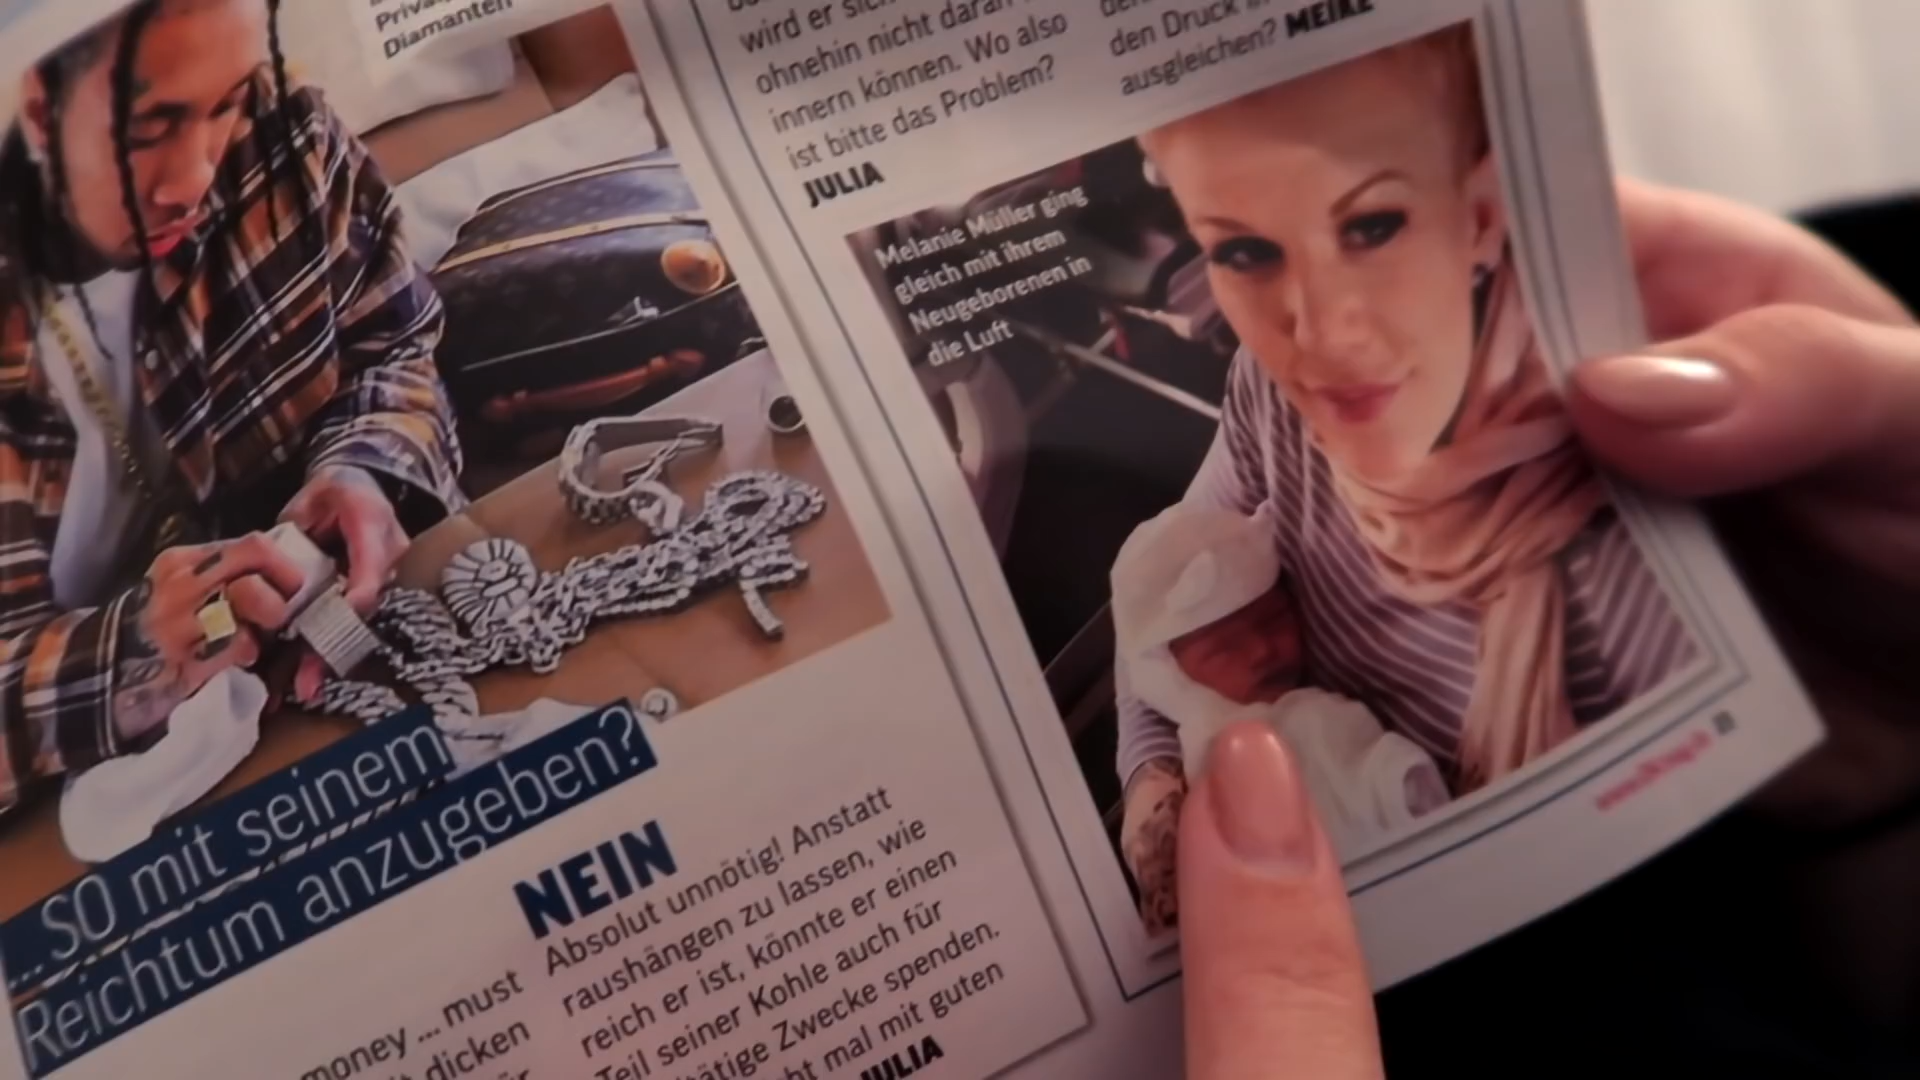 Diamanten
... SO mit seinem
Reichtum anzugeben?
money ... must
dicken
NEIN
Absolut unnötig! Anstatt
raushängen zu lassen, wie
reich er ist, könnte er einen
Teil seiner Kohle auch für
Zwecke spenden.
mal mit guten
JULIA
wird er
ohnehin nicht daran
innern können. Wo also
ist bitte das Problem?
JULIA
den Druck
ausgleichen? MEIKE
Melanie Müller ging
gleich mit ihrem
Neugeborenen in
die Luft